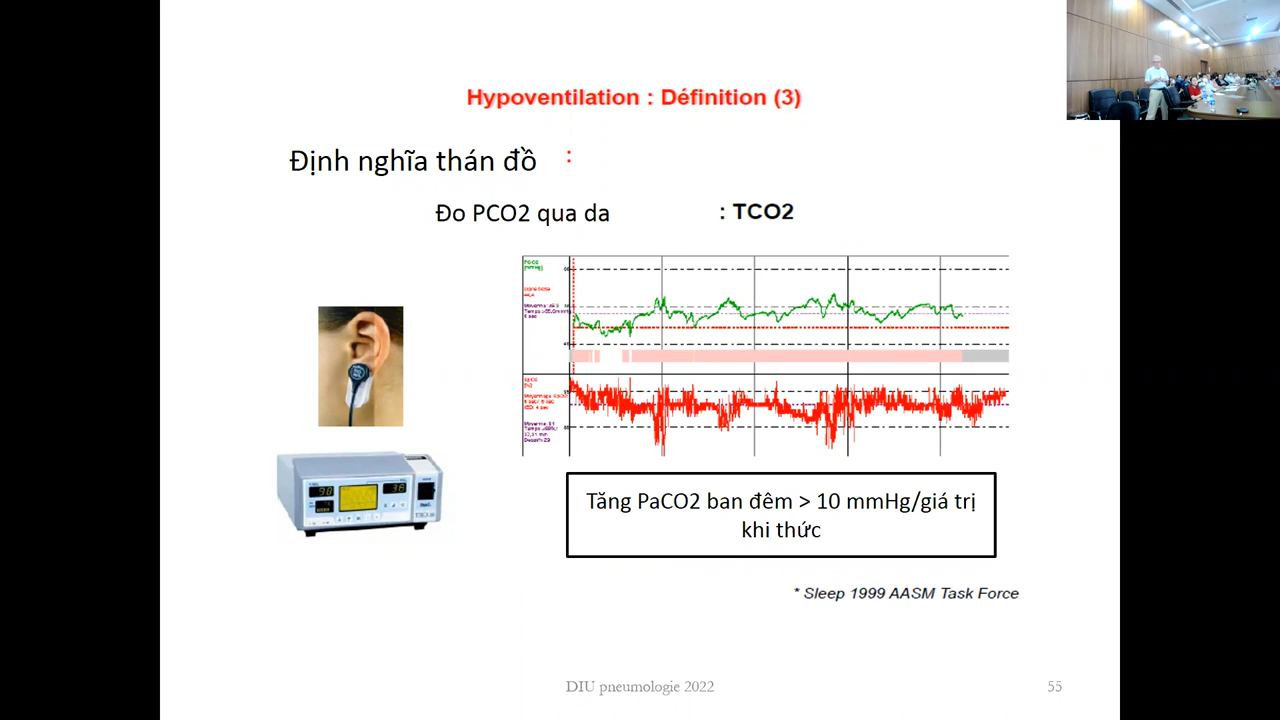 Hypoventilation : Définition (3)
Định nghĩa thán đồ :
Đo PCO2 qua da : TCO2
Tăng PaCO2 ban đêm > 10 mmHg/giá trị
khi thức
* Sleep 1999 AASM Task Force
DIU pneumologie 2022
55